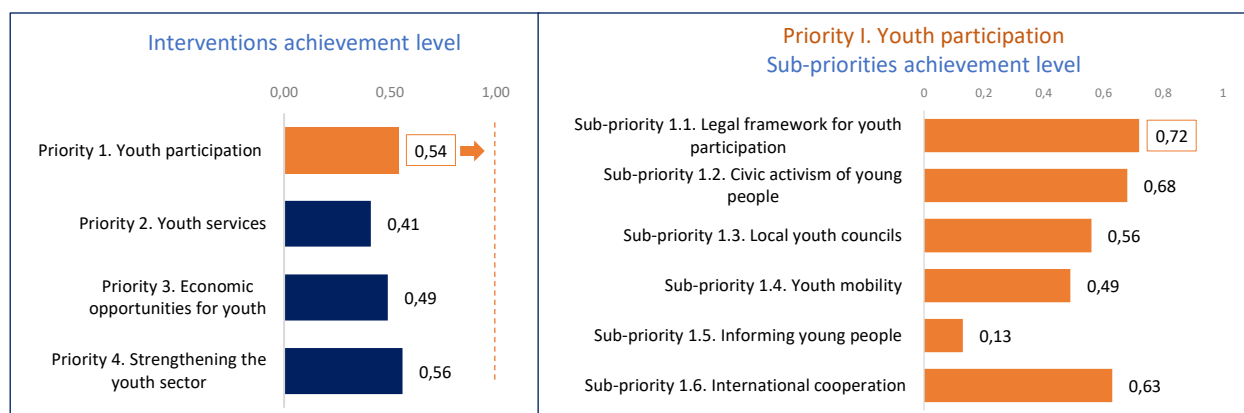 Interventions achievement level
0,00
0,50
1,00
Priority 1. Youth participation
0,54
Priority 2. Youth services
0,41
Priority 3. Economic
opportunities for youth
0,49
Priority 4. Strengthening the
youth sector
0,56
Priority I. Youth participation
Sub-priorities achievement level
0
0,2
0,4
0,6
0,8
1
Sub-priority 1.1. Legal framework for youth
participation
0,72
Sub-priority 1.2. Civic activism of young
people
0,68
Sub-priority 1.3. Local youth councils
0,56
Sub-priority 1.4. Youth mobility
0,49
Sub-priority 1.5. Informing young people
0,13
Sub-priority 1.6. International cooperation
0,63